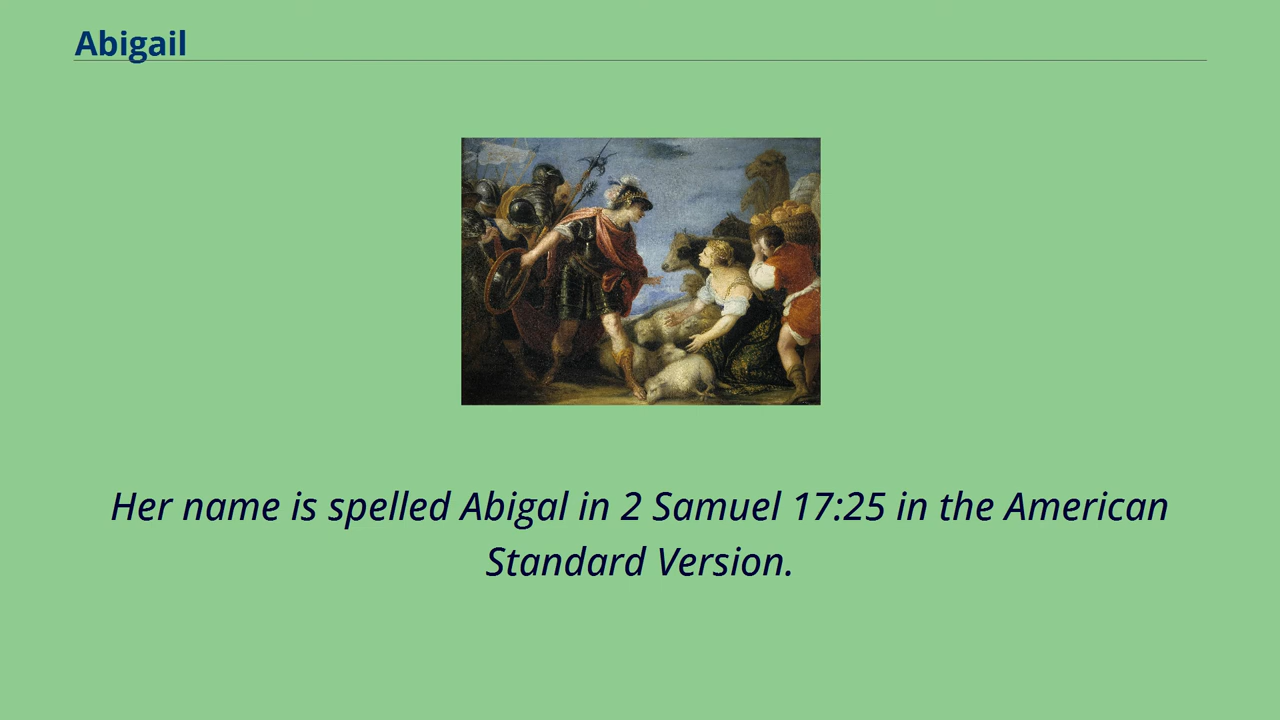 Abigail
Her name is spelled Abigal in 2 Samuel 17:25 in the American
Standard Version.